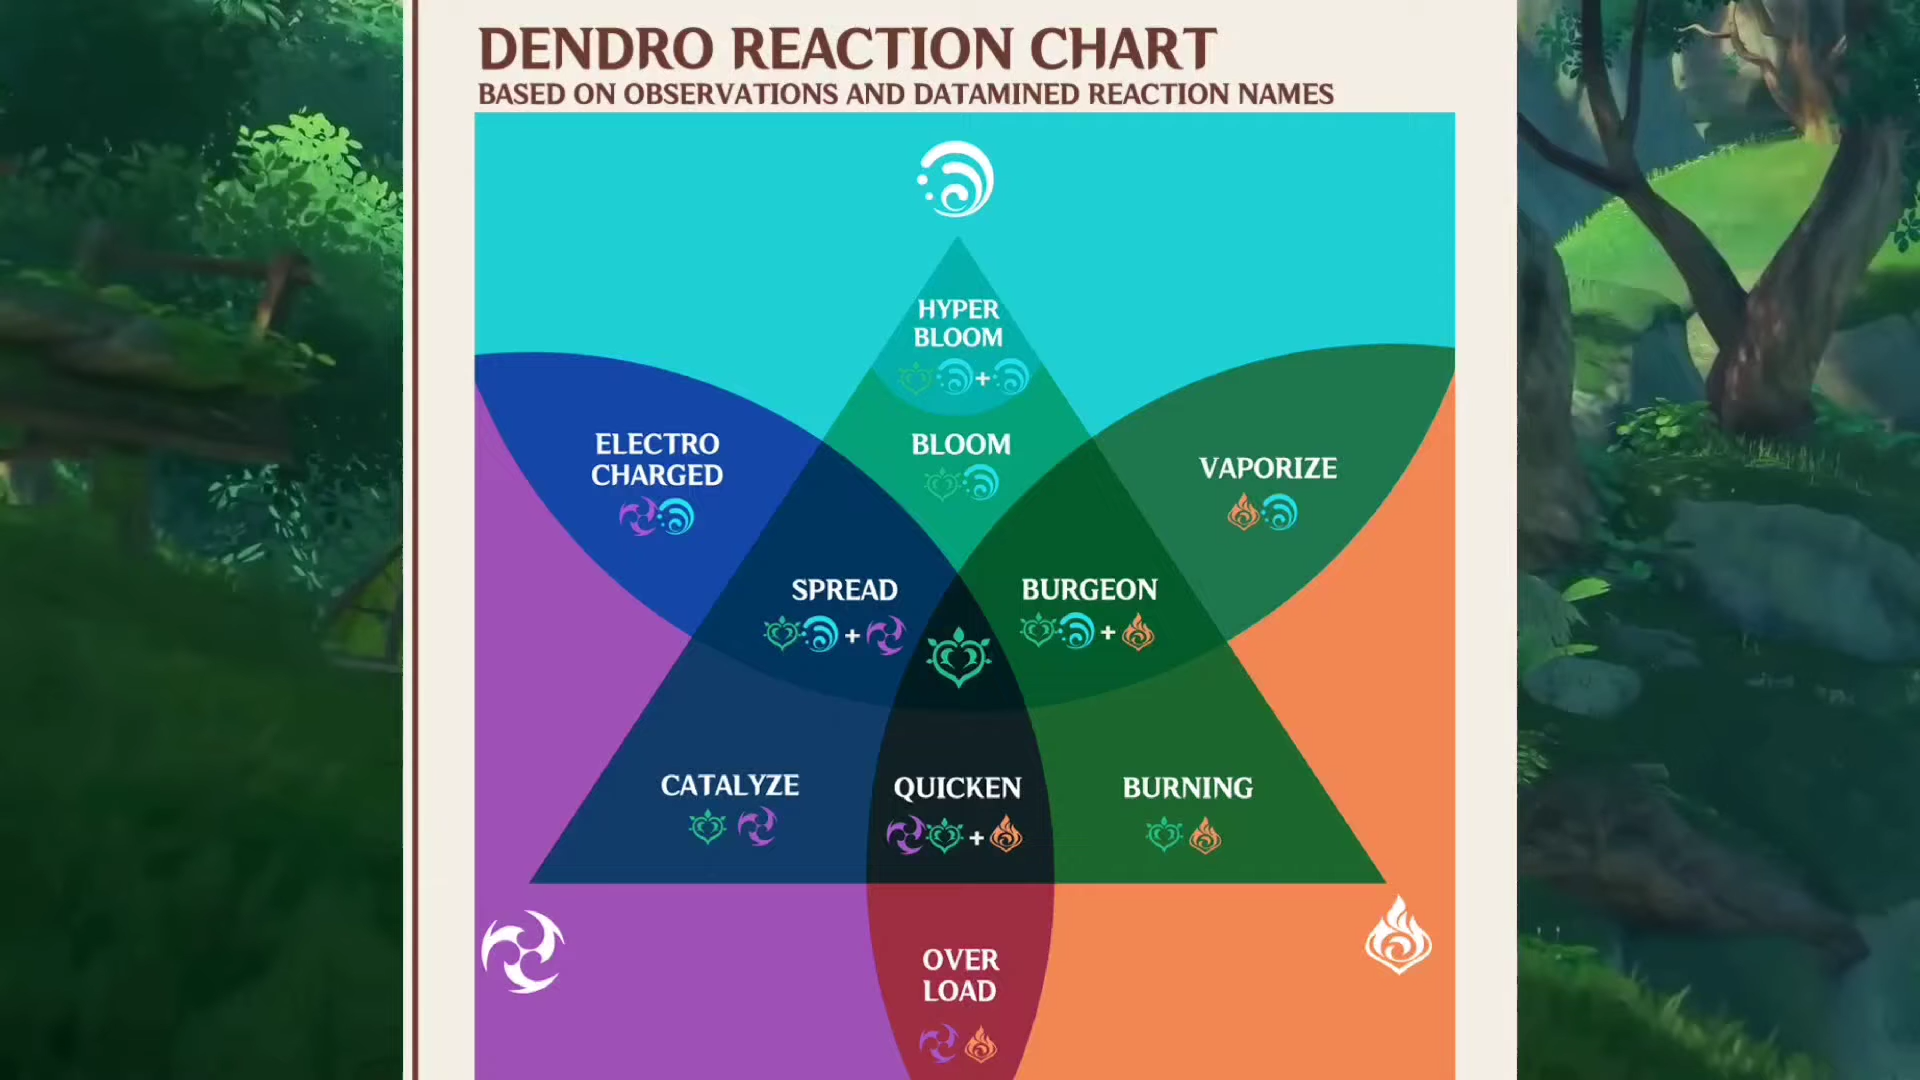 DENDRO REACTION CHART
BASED ON OBSERVATIONS AND DATAMINED REACTION NAMES
HYPER
BLOOM
+
BLOOM
ELECTRO
CHARGED
VAPORIZE
SPREAD
+
BURGEON
+
CATALYZE
QUICKEN
+
BURNING
OVER
LOAD